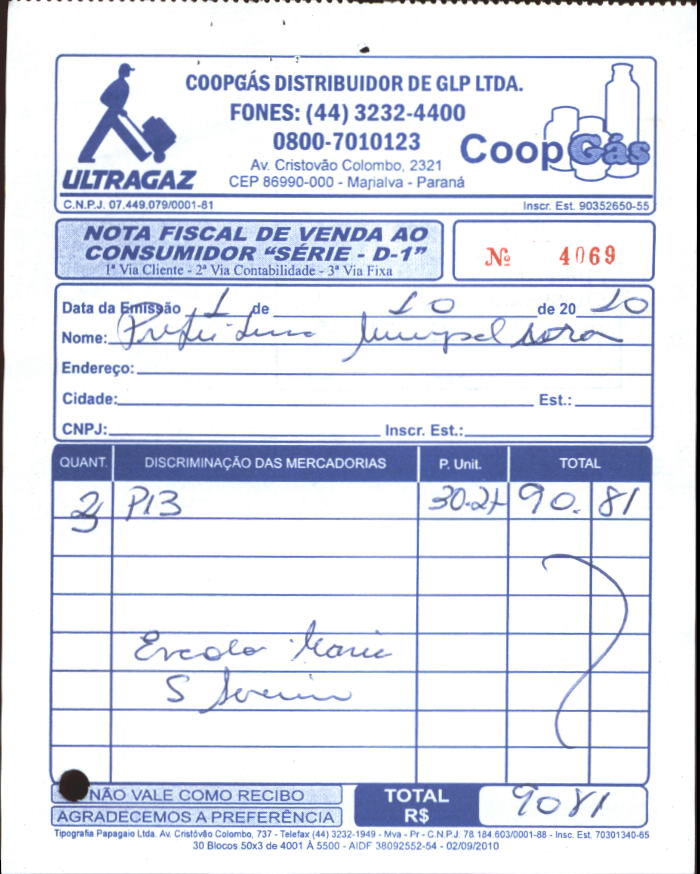 COOPGÁS DISTRIBUIDOR DE GLP LTDA.
FONES: (44) 3232-4400
0800-7010123
Av. Cristovão Colombo, 2321
CEP 86990-000 - Marialva - Paraná
ULTRAGAZ
CoopGás
C.N.P.J. 07.449.079/0001-81
Inscr. Est. 90352650-55
NOTA FISCAL DE VENDA AO
CONSUMIDOR "SÉRIE - D-1"
1ª Via Cliente - 2ª Via Contabilidade - 3ª Via Fixa
Nº 4069
Data da Emissão 1 de 10 de 20 10
Nome:
Endereço:
Cidade: Est.:
CNPJ: Inscr. Est.:
QUANT. DISCRIMINAÇÃO DAS MERCADORIAS P. Unit. TOTAL
P13 90. 81
Escola Maria
S
NÃO VALE COMO RECIBO
AGRADECEMOS A PREFERÊNCIA
TOTAL
R$
9081
Tipografia Papagaio Ltda. Av. Cristóvão Colombo, 737 - Telefax (44) 3232-1949 - Mva - Pr - C.N.P.J. 78.184.603/0001-88 - Insc. Est. 70301340-65
30 Blocos 50x3 de 4001 À 5500 - AIDF 38092552-54 - 02/09/2010